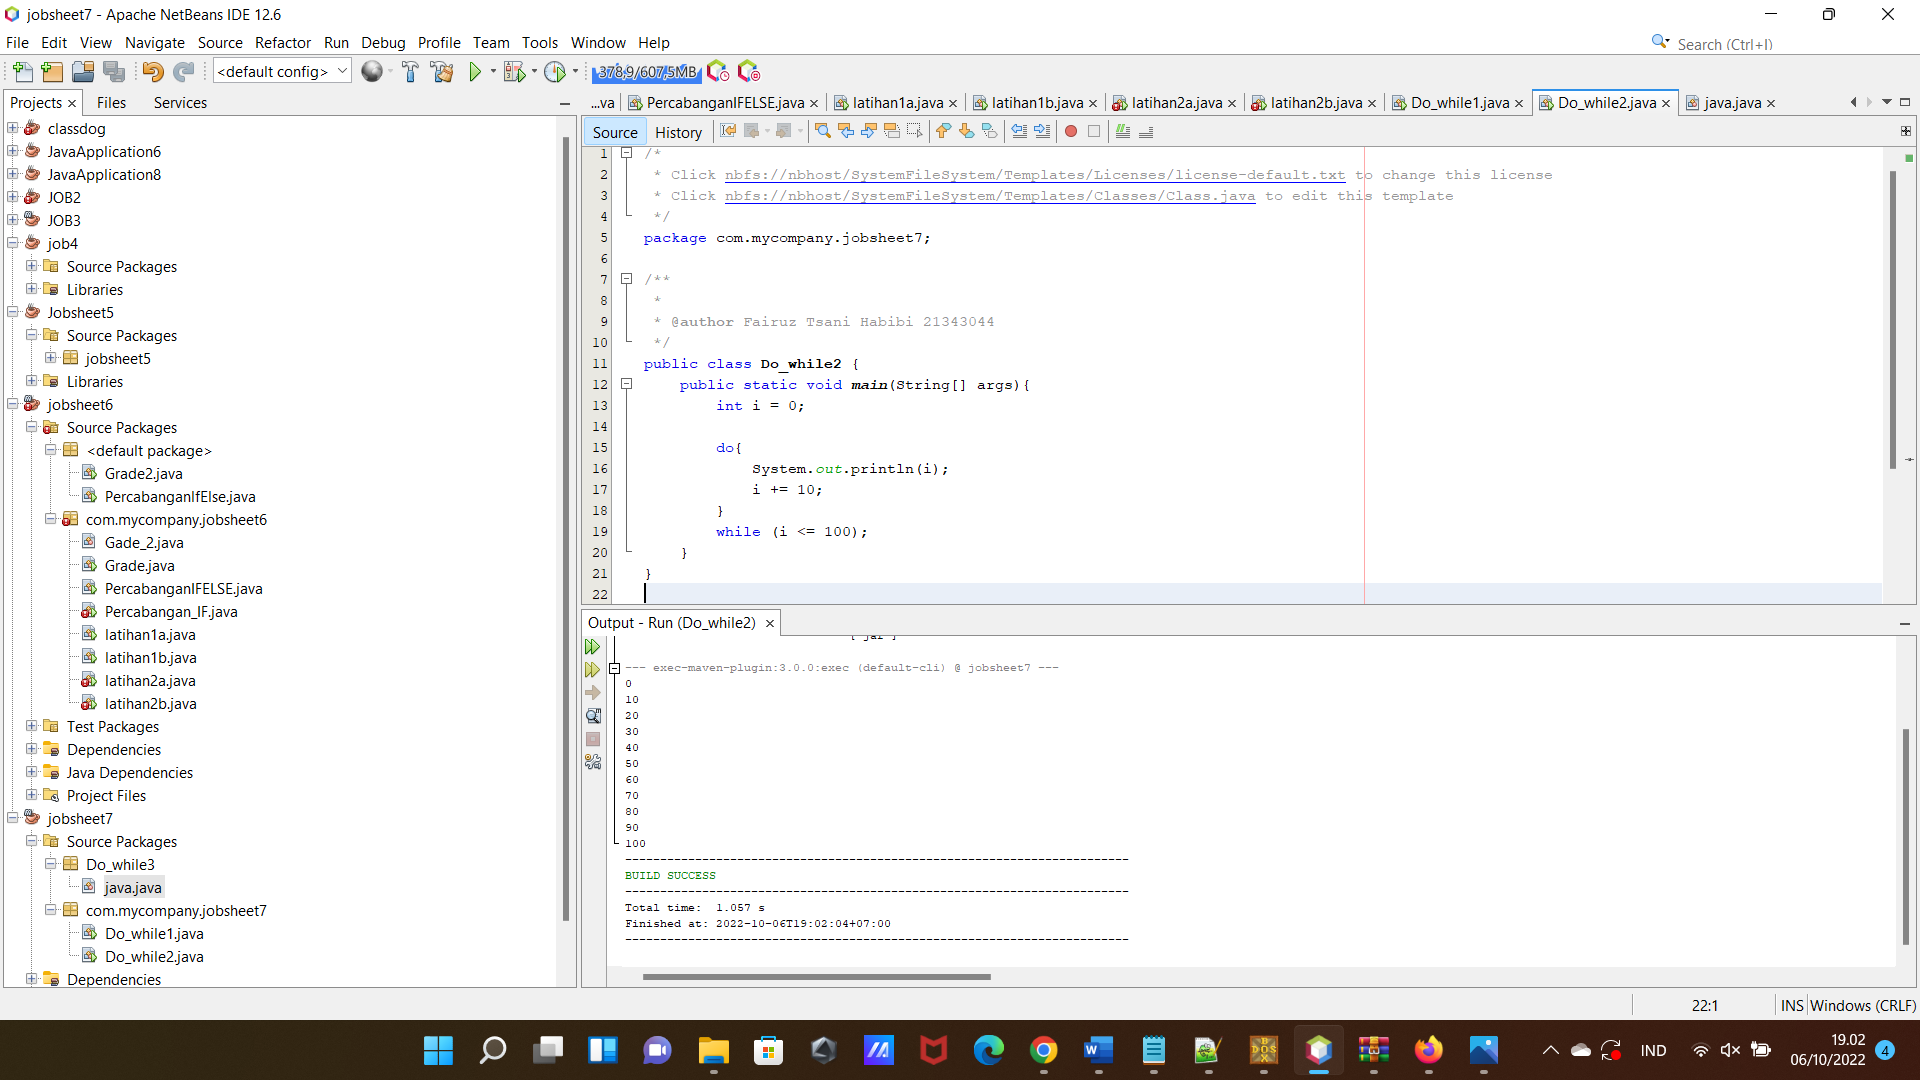 jobsheet7 - Apache NetBeans IDE 12.6
File Edit View Navigate Source Refactor Run Debug Profile Team Tools Window Help
Search (Ctrl+I)
<default config>
378,9/607,5MB
Projects Files Services
classdog
JavaApplication6
JavaApplication8
JOB2
JOB3
job4
Source Packages
Libraries
Jobsheet5
Source Packages
jobsheet5
Libraries
jobsheet6
Source Packages
<default package>
Grade2.java
PercabanganIfElse.java
com.mycompany.jobsheet6
Gade_2.java
Grade.java
PercabanganIFELSE.java
Percabangan_IF.java
latihan1a.java
latihan1b.java
latihan2a.java
latihan2b.java
Test Packages
Dependencies
Java Dependencies
Project Files
jobsheet7
Source Packages
Do_while3
java.java
com.mycompany.jobsheet7
Do_while1.java
Do_while2.java
Dependencies
...va PercabanganIFELSE.java latihan1a.java latihan1b.java latihan2a.java latihan2b.java Do_while1.java Do_while2.java java.java
Source History
1 /*
2 * Click nbfs://nbhost/SystemFileSystem/Templates/Licenses/license-default.txt to change this license
3 * Click nbfs://nbhost/SystemFileSystem/Templates/Classes/Class.java to edit this template
4 */
5 package com.mycompany.jobsheet7;
6
7 /**
8 *
9 * @author Fairuz Tsani Habibi 21343044
10 */
11 public class Do_while2 {
12 public static void main(String[] args){
13 int i = 0;
14
15 do{
16 System.out.println(i);
17 i += 10;
18 }
19 while (i <= 100);
20 }
21 }
22
Output - Run (Do_while2)
[ jar ]
--- exec-maven-plugin:3.0.0:exec (default-cli) @ jobsheet7 ---
0
10
20
30
40
50
60
70
80
90
100
------------------------------------------------------------------------
BUILD SUCCESS
------------------------------------------------------------------------
Total time:  1.057 s
Finished at: 2022-10-06T19:02:04+07:00
------------------------------------------------------------------------
22:1 INS Windows (CRLF)
IND
19.02
06/10/2022
4